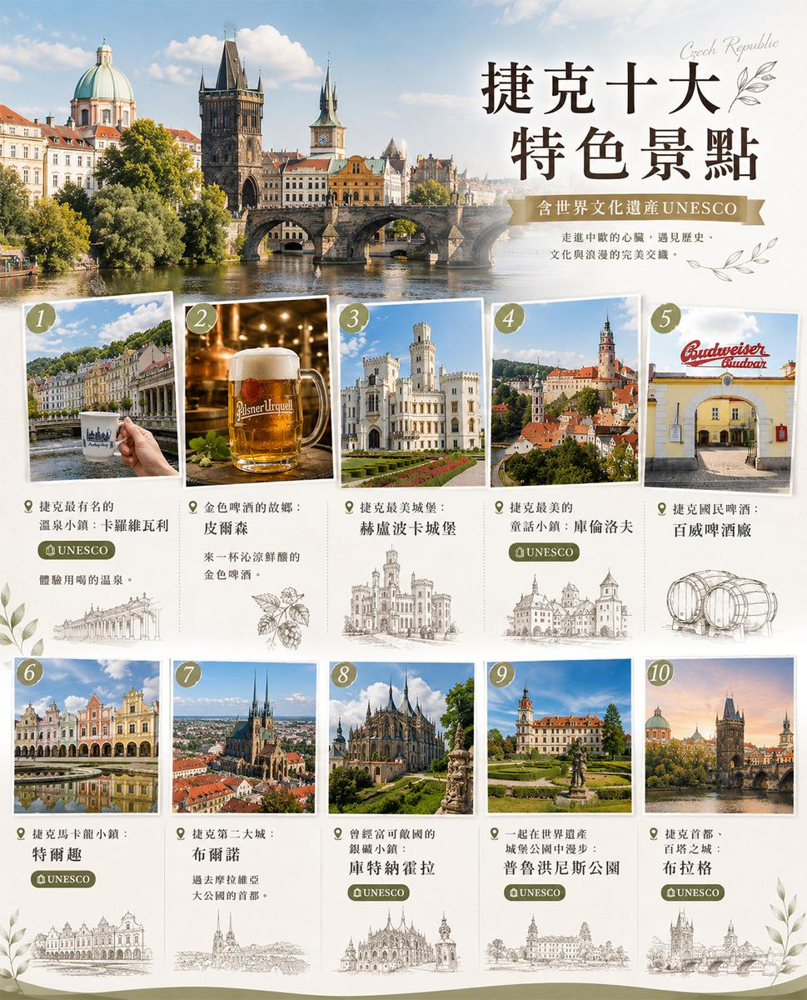 Czech Republic
捷克十大
特色景點
含世界文化遺產UNESCO
走進中歐的心臟，遇見歷史、
文化與浪漫的完美交織。
1
2
Pilsner Urquell
3
4
5
Budweiser
Budvar
捷克最有名的
溫泉小鎮：卡羅維瓦利
UNESCO
體驗用喝的溫泉。
金色啤酒的故鄉：
皮爾森
來一杯沁涼鮮釀的
金色啤酒。
捷克最美城堡：
赫盧波卡城堡
捷克最美的
童話小鎮：庫倫洛夫
UNESCO
捷克國民啤酒：
百威啤酒廠
6
7
8
9
10
捷克馬卡龍小鎮：
特爾趣
UNESCO
捷克第二大城：
布爾諾
過去摩拉維亞
大公國的首都。
曾經富可敵國的
銀礦小鎮：
庫特納霍拉
UNESCO
一起在世界遺產
城堡公園中漫步：
普魯洪尼斯公園
UNESCO
捷克首都、
百塔之城：
布拉格
UNESCO